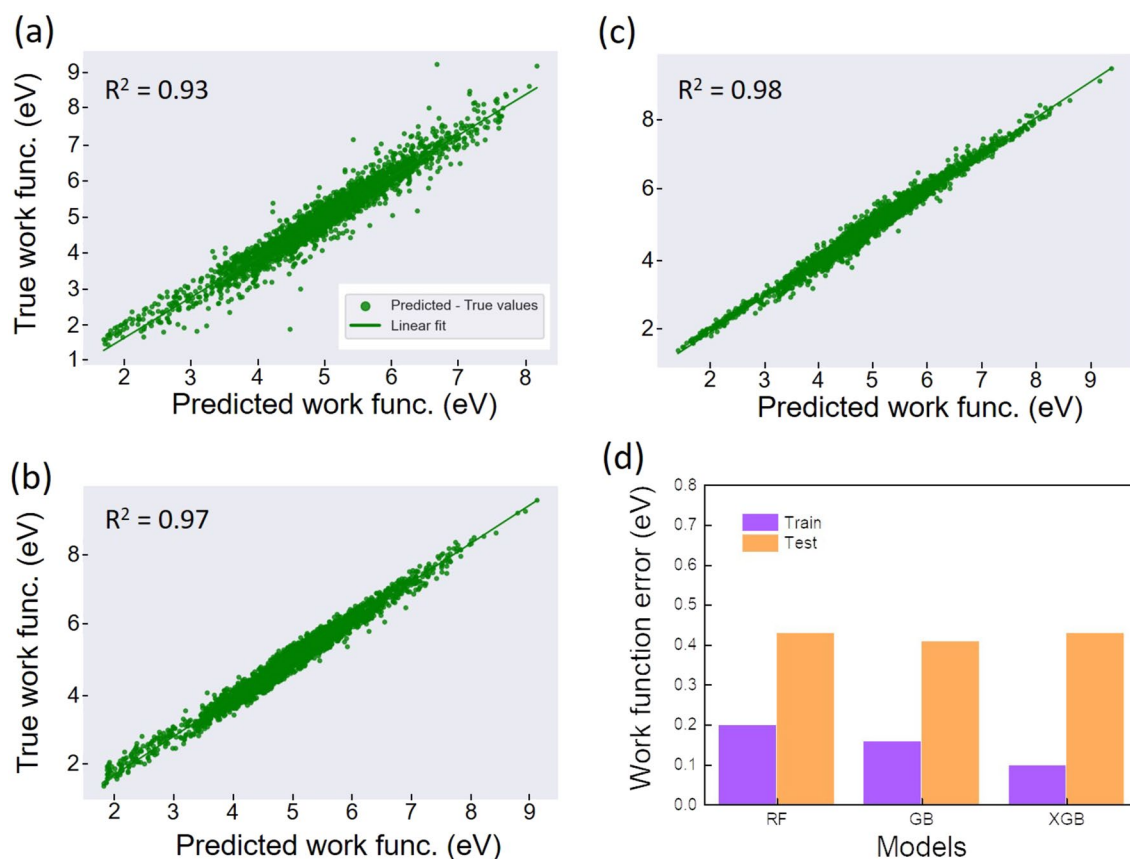 (a)
R² = 0.93
True work func. (eV)
9
8
7
6
5
4
3
2
1
Predicted - True values
Linear fit
2 3 4 5 6 7 8
Predicted work func. (eV)
(c)
R² = 0.98
True work func. (eV)
8
6
4
2
2 3 4 5 6 7 8 9
Predicted work func. (eV)
(b)
R² = 0.97
True work func. (eV)
8
6
4
2
2 3 4 5 6 7 8 9
Predicted work func. (eV)
(d)
Work function error (eV)
0.8
0.7
0.6
0.5
0.4
0.3
0.2
0.1
0.0
Train
Test
RF GB XGB
Models